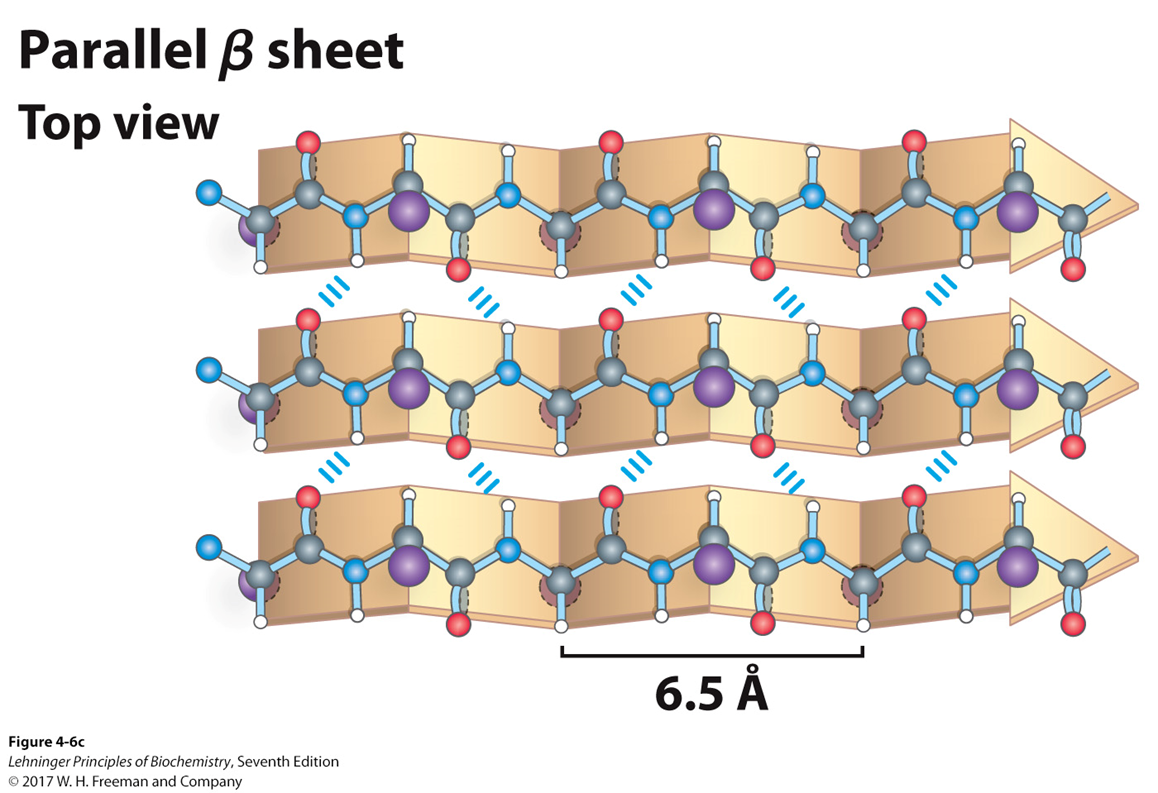 Parallel β sheet
Top view
6.5 Å
Figure 4-6c
Lehninger Principles of Biochemistry, Seventh Edition
© 2017 W. H. Freeman and Company